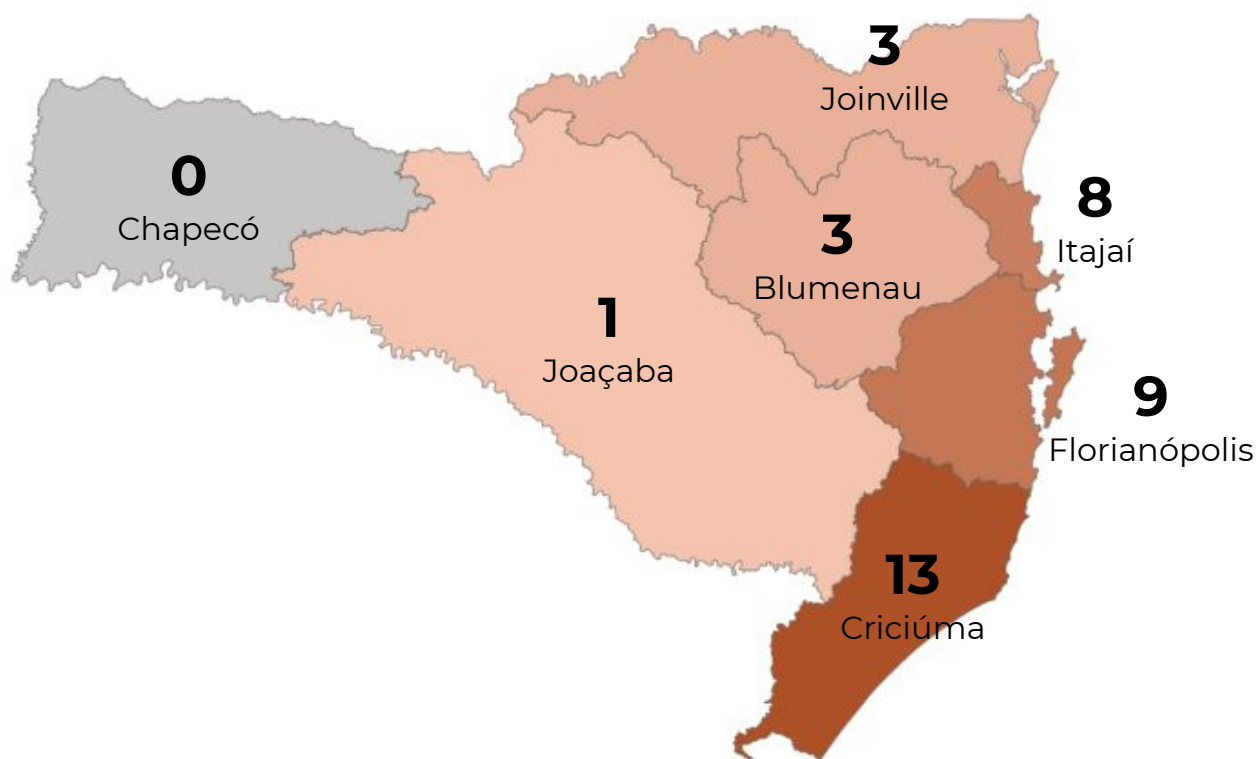 3
Joinville
0
Chapecó
8
Itajaí
3
Blumenau
1
Joaçaba
9
Florianópolis
13
Criciúma